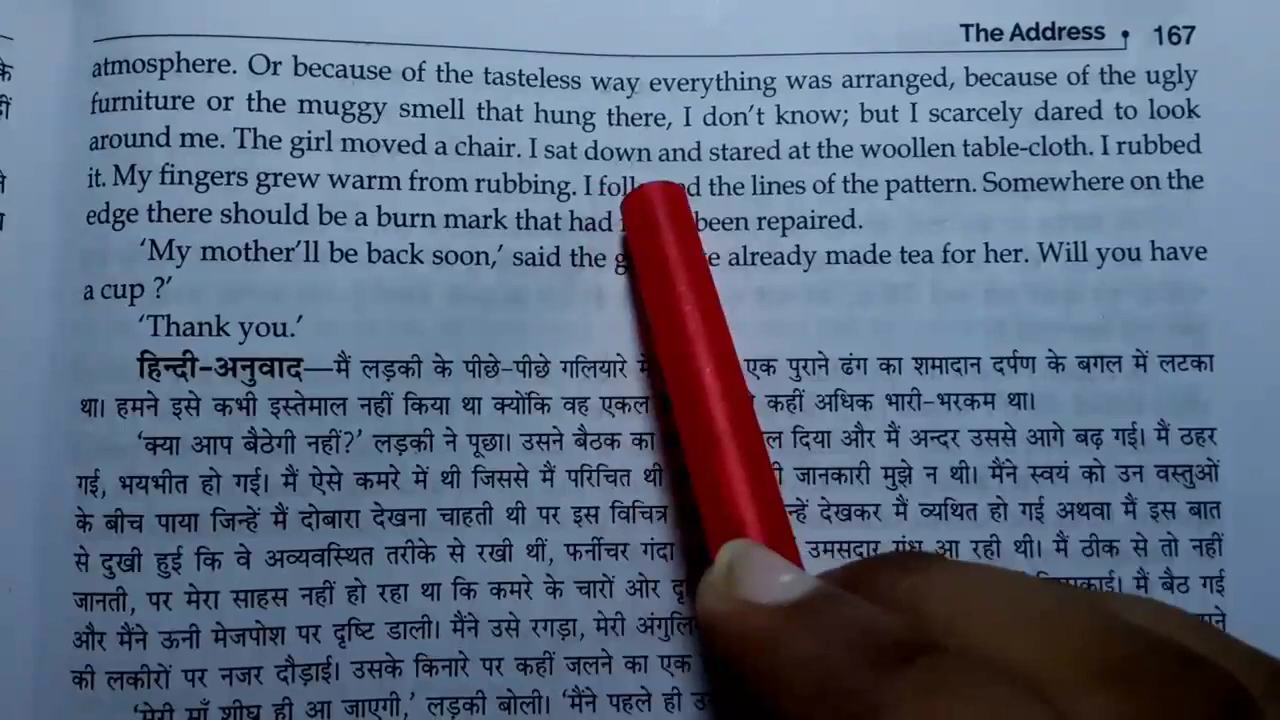 The Address 167
atmosphere. Or because of the tasteless way everything was arranged, because of the ugly
furniture or the muggy smell that hung there, I don't know; but I scarcely dared to look
around me. The girl moved a chair. I sat down and stared at the woollen table-cloth. I rubbed
it. My fingers grew warm from rubbing. I the lines of the pattern. Somewhere on the
edge there should be a burn mark that had been repaired.
'My mother'll be back soon,' said the already made tea for her. Will you have
a cup ?'
'Thank you.'
हिन्दी-अनुवाद—मैं लड़की के पीछे-पीछे गलियारे एक पुराने ढंग का शमादान दर्पण के बगल में लटका
था। हमने इसे कभी इस्तेमाल नहीं किया था क्योंकि वह एकल कहीं अधिक भारी-भरकम था।
'क्या आप बैठेगी नहीं?' लड़की ने पूछा। उसने बैठक का दिया और मैं अन्दर उससे आगे बढ़ गई। मैं ठहर
गई, भयभीत हो गई। मैं ऐसे कमरे में थी जिससे मैं परिचित थी जानकारी मुझे न थी। मैंने स्वयं को उन वस्तुओं
के बीच पाया जिन्हें मैं दोबारा देखना चाहती थी पर इस विचित्र देखकर मैं व्यथित हो गई अथवा मैं इस बात
से दुखी हुई कि वे अव्यवस्थित तरीके से रखी थीं, फर्नीचर गंदा उमसदार गंध आ रही थी। मैं ठीक से तो नहीं
जानती, पर मेरा साहस नहीं हो रहा था कि कमरे के चारों ओर मैं बैठ गई
और मैंने ऊनी मेजपोश पर दृष्टि डाली। मैंने उसे रगड़ा, मेरी
की लकीरों पर नजर दौड़ाई। उसके किनारे पर कहीं जलने का एक
'मेरी माँ शीघ्र ही आ जाएगी,' लड़की बोली। 'मैंने पहले ही